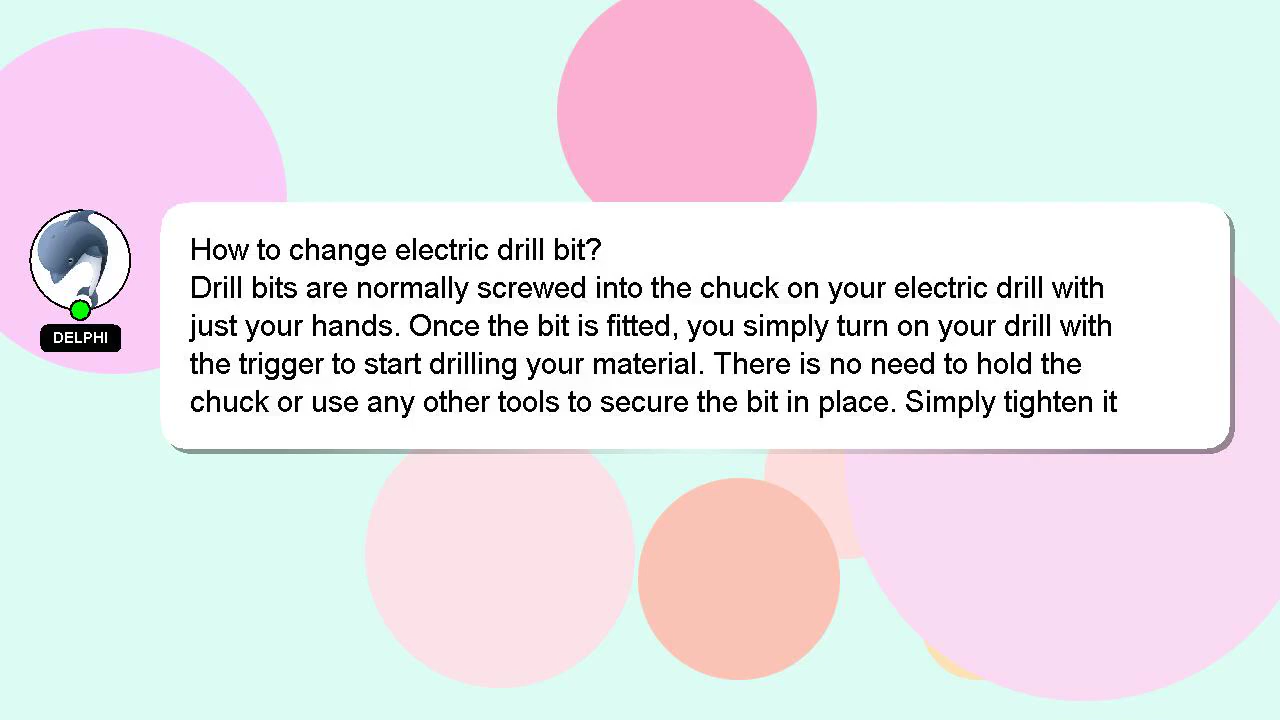 How to change electric drill bit?
Drill bits are normally screwed into the chuck on your electric drill with
just your hands. Once the bit is fitted, you simply turn on your drill with
the trigger to start drilling your material. There is no need to hold the
chuck or use any other tools to secure the bit in place. Simply tighten it
DELPHI